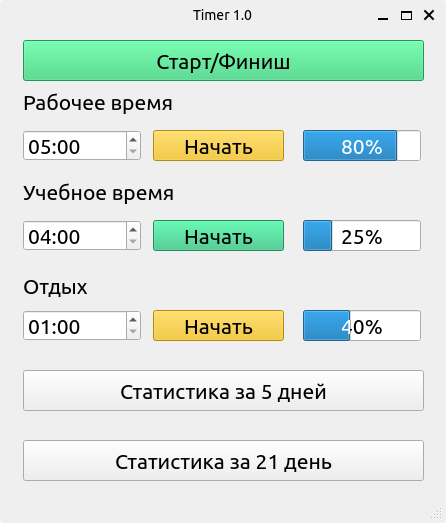 Timer 1.0
Старт/Финиш
Рабочее время
05:00 Начать 80%
Учебное время
04:00 Начать 25%
Отдых
01:00 Начать 40%
Статистика за 5 дней
Статистика за 21 день